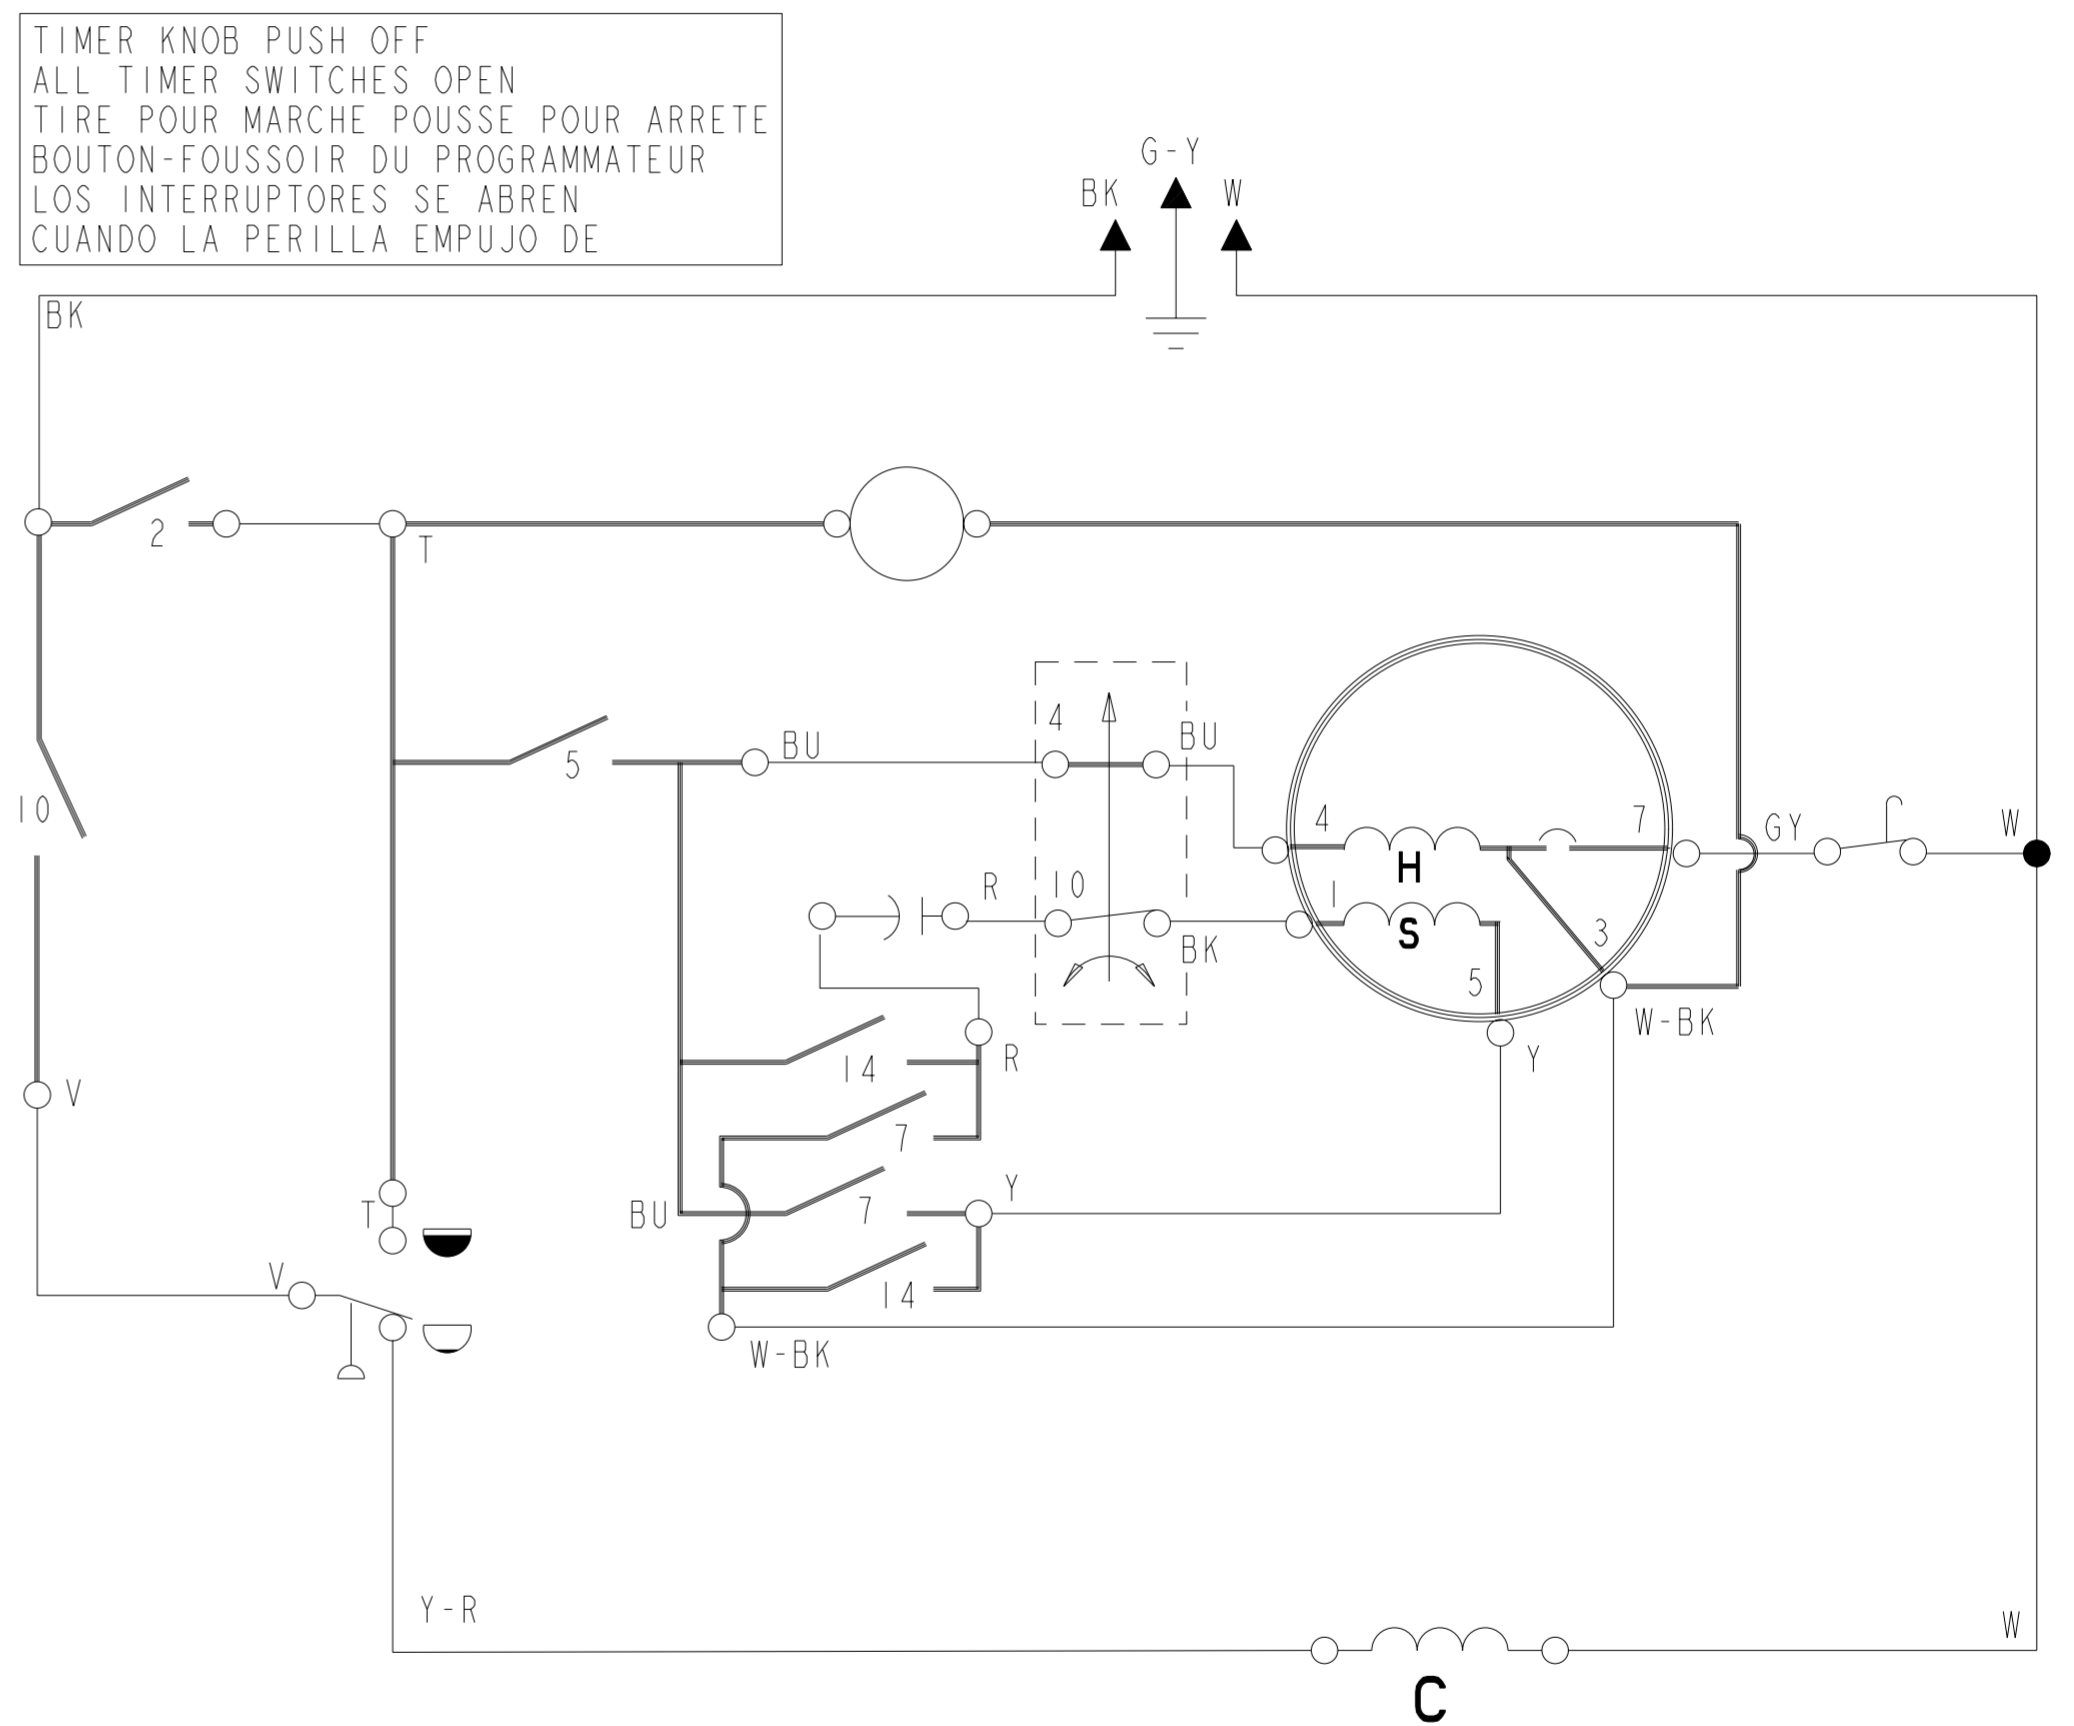 TIMER KNOB PUSH OFF
ALL TIMER SWITCHES OPEN
TIRE POUR MARCHE POUSSE POUR ARRETE
BOUTON-FOUSSOIR DU PROGRAMMATEUR
LOS INTERRUPTORES SE ABREN
CUANDO LA PERILLA EMPUJO DE
G-Y
BK
W
BK
2
T
5
BU
4
BU
10
4
7
GY
W
H
R
10
1
S
BK
3
5
W-BK
14
R
Y
V
7
BU
7
Y
T
V
14
W-BK
Y-R
W
C